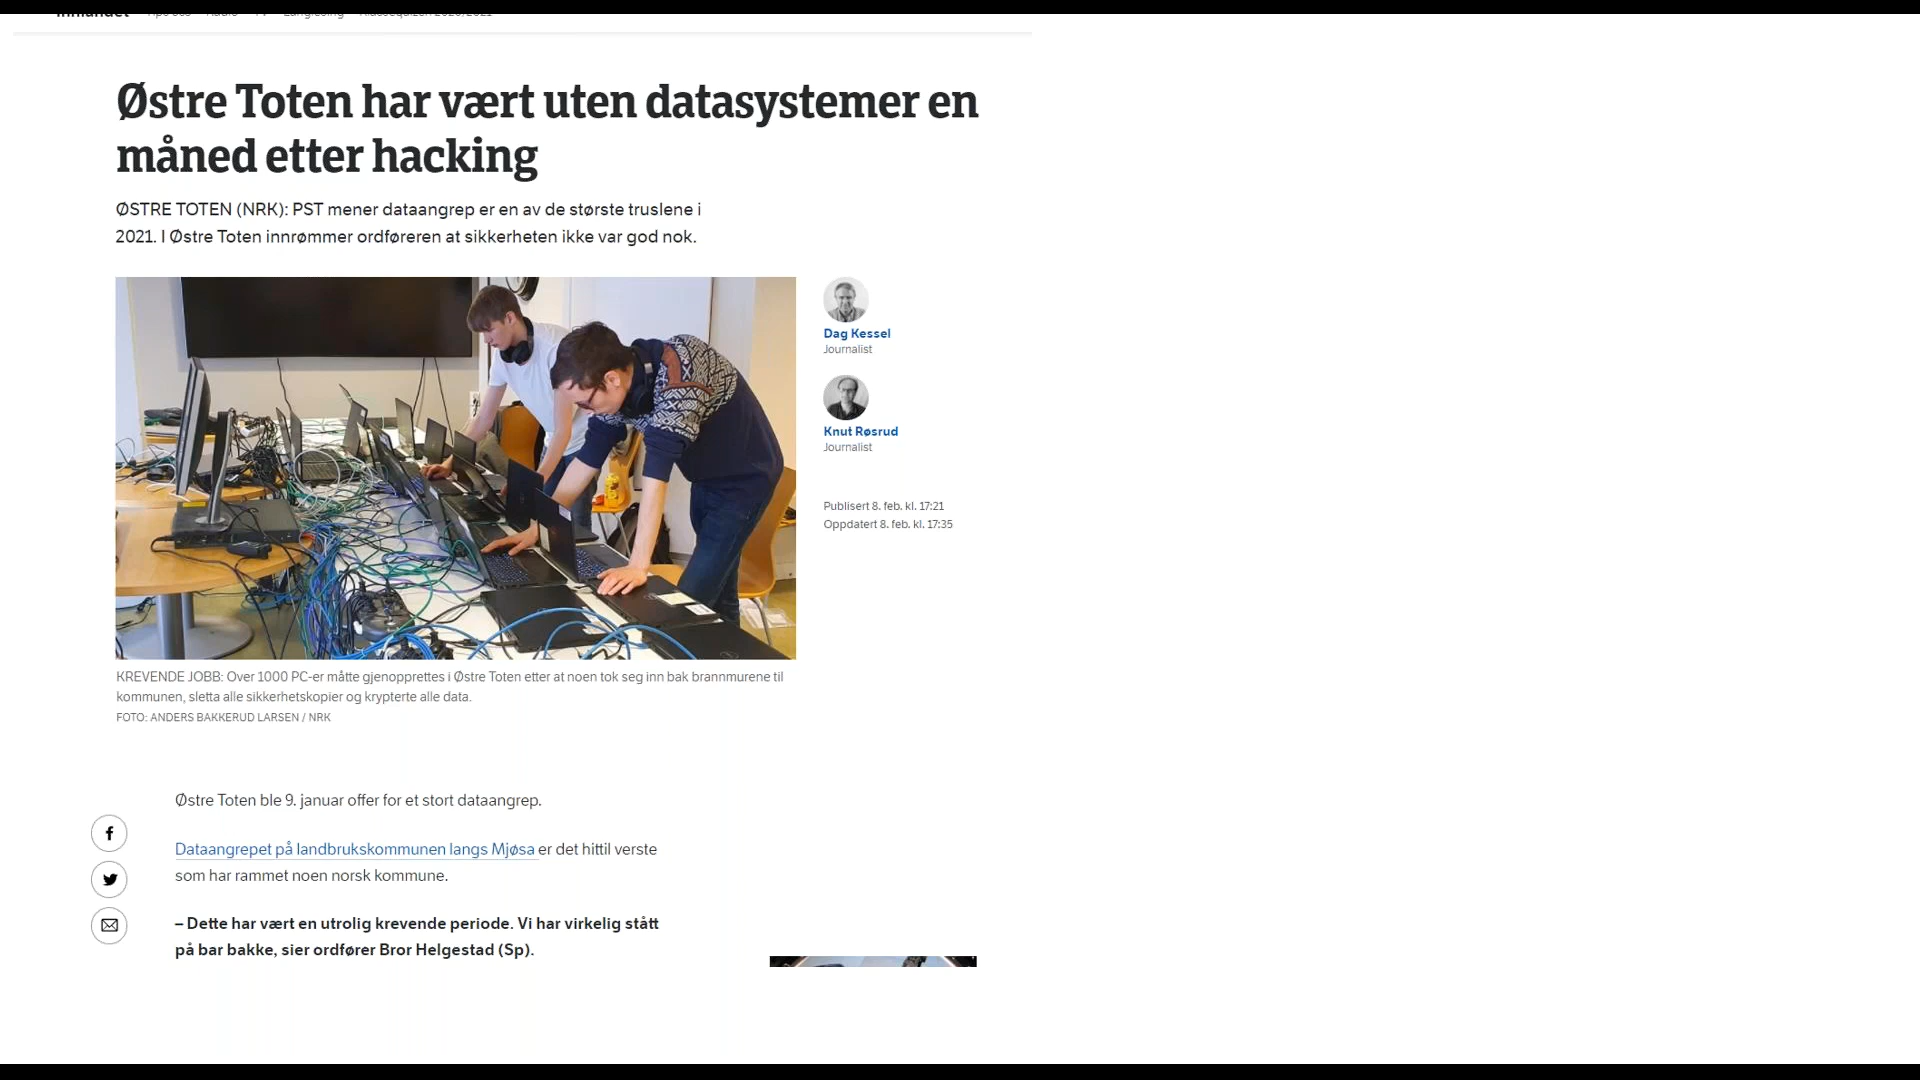 Østre Toten har vært uten datasystemer en
måned etter hacking
ØSTRE TOTEN (NRK): PST mener dataangrep er en av de største truslene i
2021. I Østre Toten innrømmer ordføreren at sikkerheten ikke var god nok.
Dag Kessel
Journalist
Knut Røsrud
Journalist
Publisert 8. feb. kl. 17:21
Oppdatert 8. feb. kl. 17:35
KREVENDE JOBB: Over 1000 PC-er måtte gjenopprettes i Østre Toten etter at noen tok seg inn bak brannmurene til
kommunen, sletta alle sikkerhetskopier og krypterte alle data.
FOTO: ANDERS BAKKERUD LARSEN / NRK
Østre Toten ble 9. januar offer for et stort dataangrep.
Dataangrepet på landbrukskommunen langs Mjøsa er det hittil verste
som har rammet noen norsk kommune.
– Dette har vært en utrolig krevende periode. Vi har virkelig stått
på bar bakke, sier ordfører Bror Helgestad (Sp).